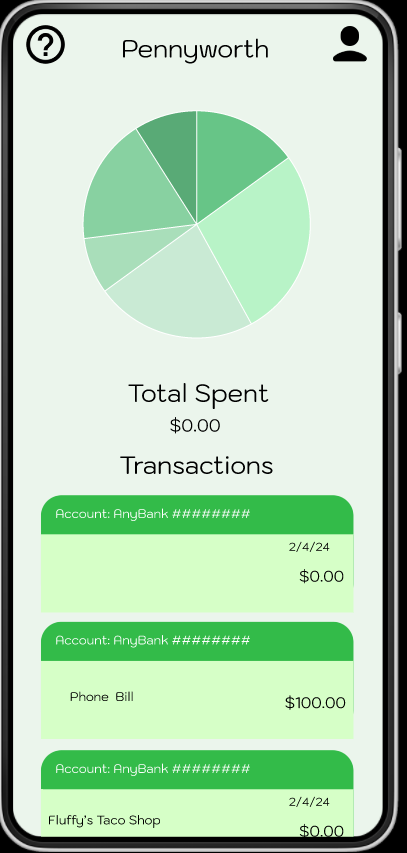 Pennyworth
Total Spent
$0.00
Transactions
Account: AnyBank ########
2/4/24
$0.00
Account: AnyBank ########
Phone Bill
$100.00
Account: AnyBank ########
2/4/24
Fluffy's Taco Shop
$0.00